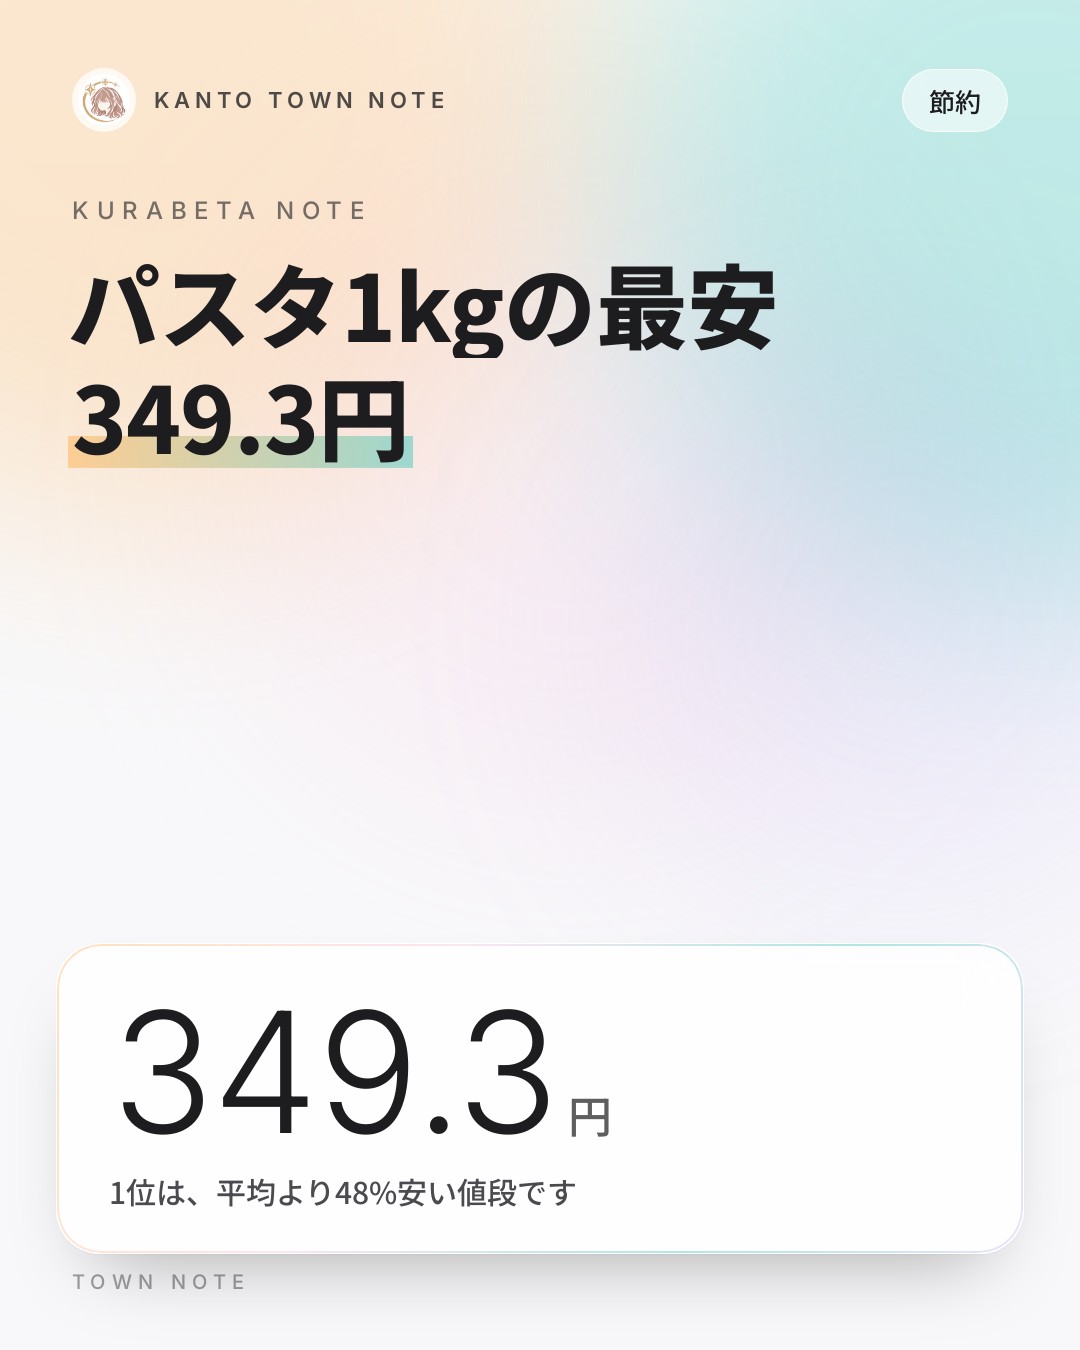 KANTO TOWN NOTE
節約
KURABETA NOTE
パスタ1kgの最安
349.3円
349.3円
1位は、平均より48%安い値段です
TOWN NOTE